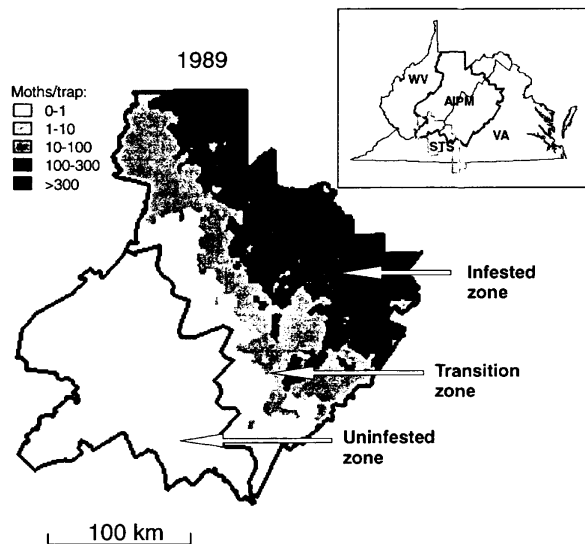 1989
Moths/trap:
0-1
1-10
10-100
100-300
>300
WV
AIPM
VA
STS
Infested
zone
Transition
zone
Uninfested
zone
100 km